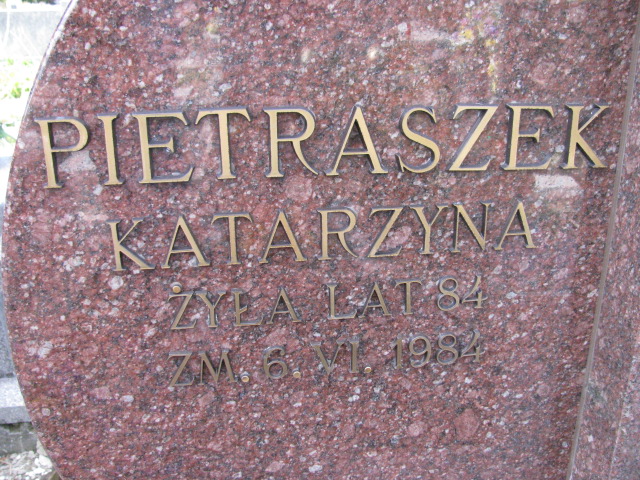 PIETRASZEK
KATARZYNA
ŻYŁA LAT 84
ZM. 6. VI. 1984